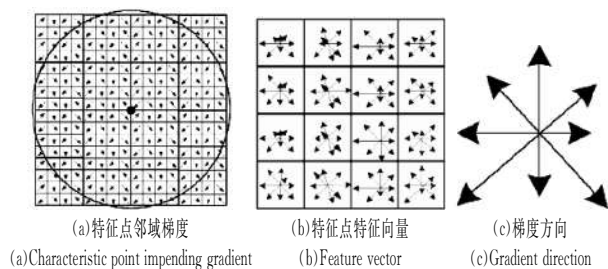 (a)特征点邻域梯度
(b)特征点特征向量
(c)梯度方向
(a)Characteristic point impending gradient
(b)Feature vector
(c)Gradient direction